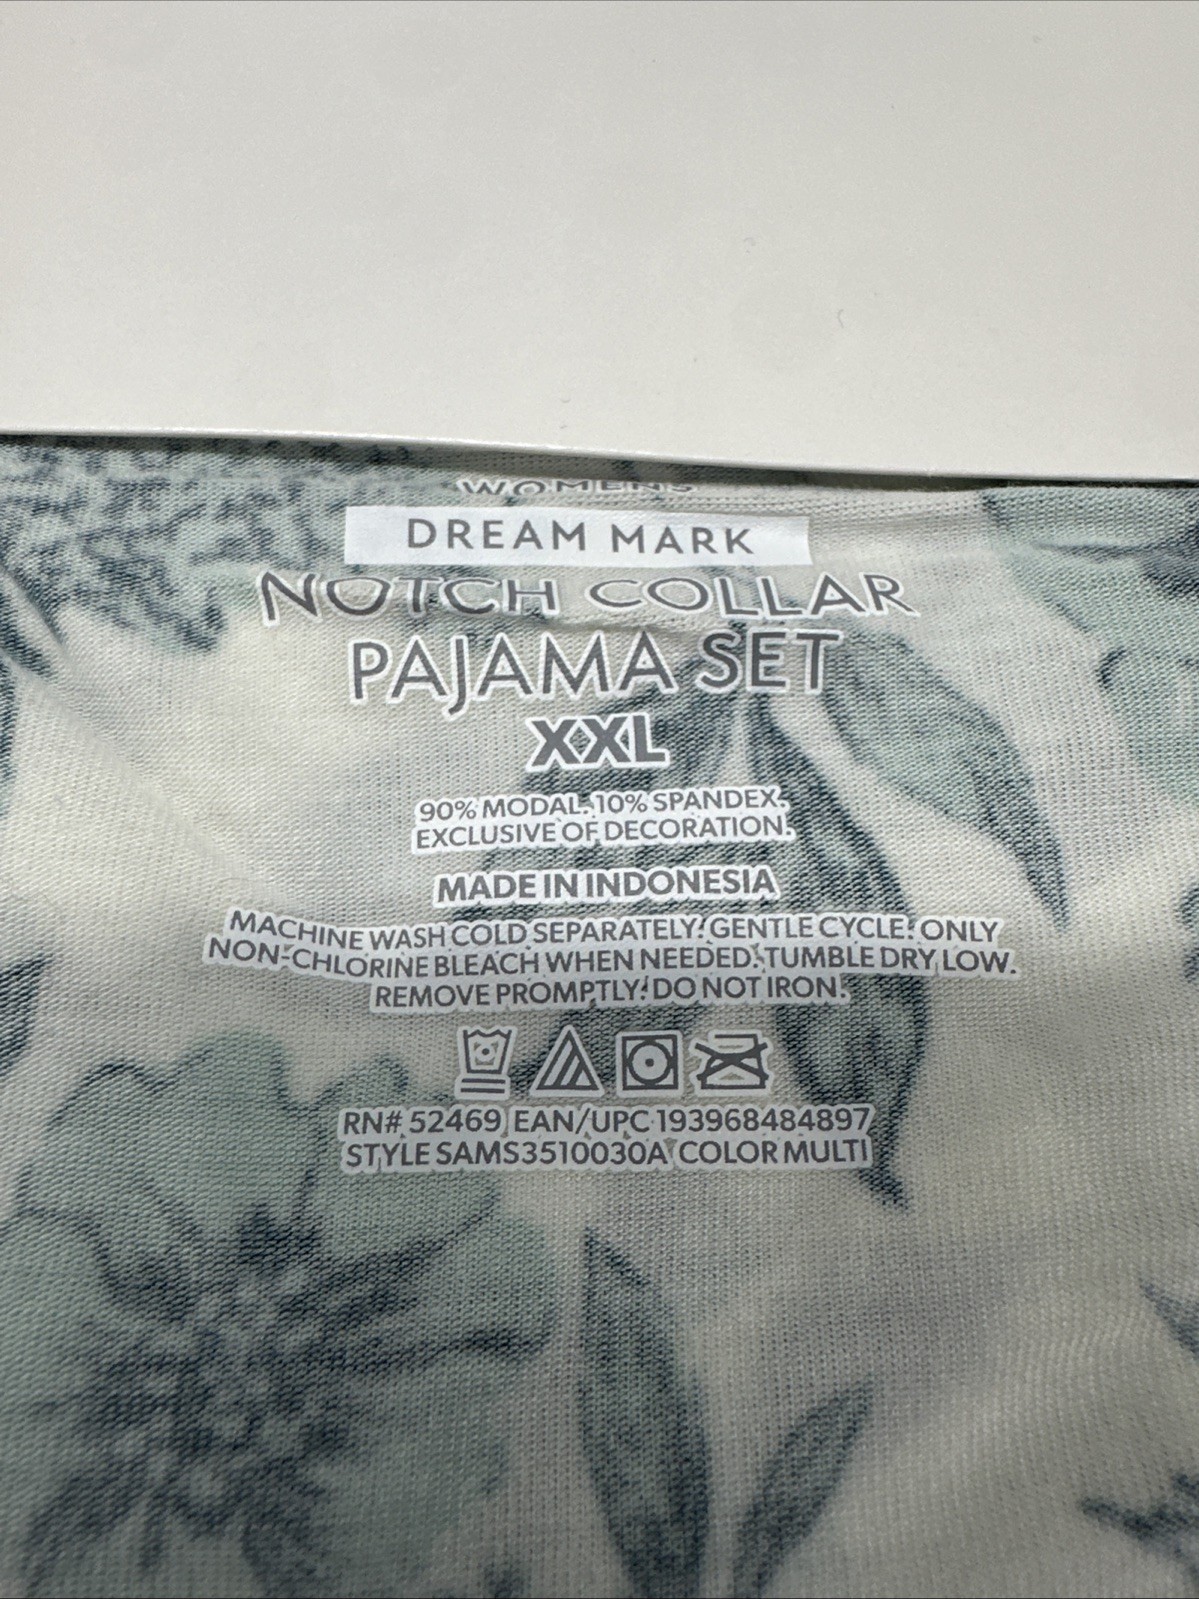 WOMENS
DREAM MARK
NOTCH COLLAR
PAJAMA SET
XXL
90% MODAL. 10% SPANDEX.
EXCLUSIVE OF DECORATION.
MADE IN INDONESIA
MACHINE WASH COLD SEPARATELY. GENTLE CYCLE. ONLY
NON-CHLORINE BLEACH WHEN NEEDED. TUMBLE DRY LOW.
REMOVE PROMPTLY. DO NOT IRON.
RN# 52469 EAN/UPC 193968484897
STYLE SAMS3510030A COLOR MULTI